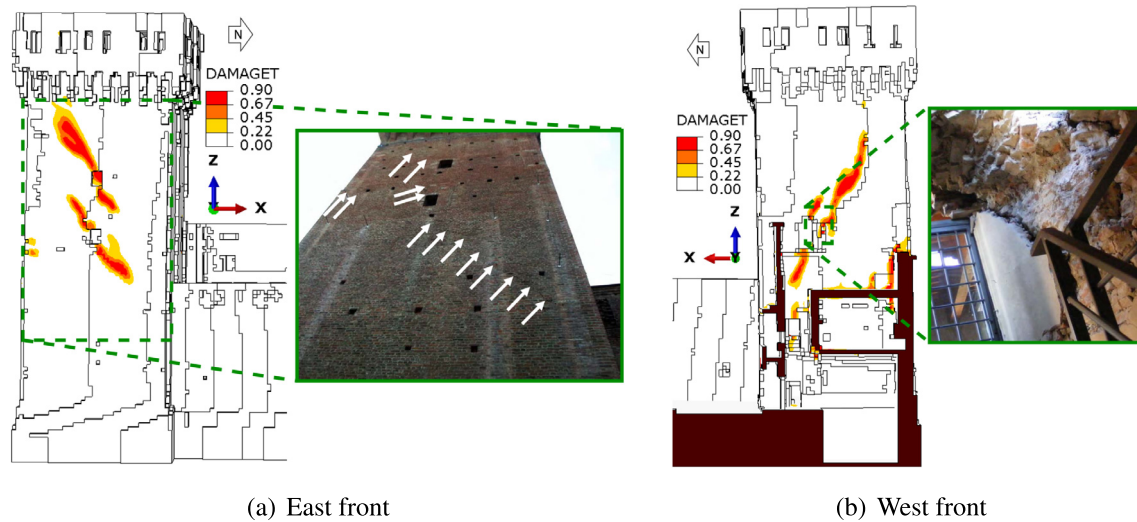 N
DAMAGET
0.90
0.67
0.45
0.22
0.00
Z
X
N
DAMAGET
0.90
0.67
0.45
0.22
0.00
Z
X
Y
(a) East front
(b) West front